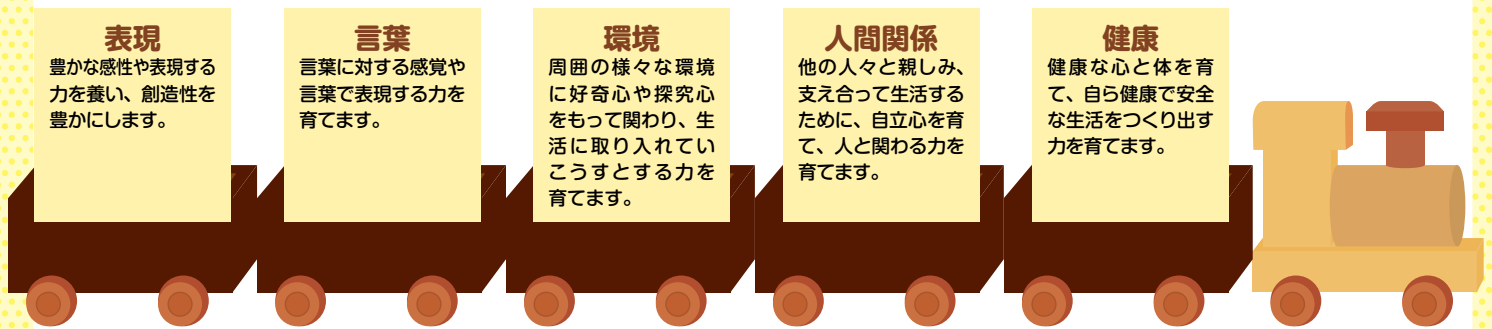 表現
豊かな感性や表現する
力を養い、創造性を
豊かにします。
言葉
言葉に対する感覚や
言葉で表現する力を
育てます。
環境
周囲の様々な環境
に好奇心や探究心
をもって関わり、生
活に取り入れてい
こうすとする力を
育てます。
人間関係
他の人々と親しみ、
支え合って生活する
ために、自立心を育
て、人と関わる力を
育てます。
健康
健康な心と体を育
て、自ら健康で安全
な生活をつくり出す
力を育てます。